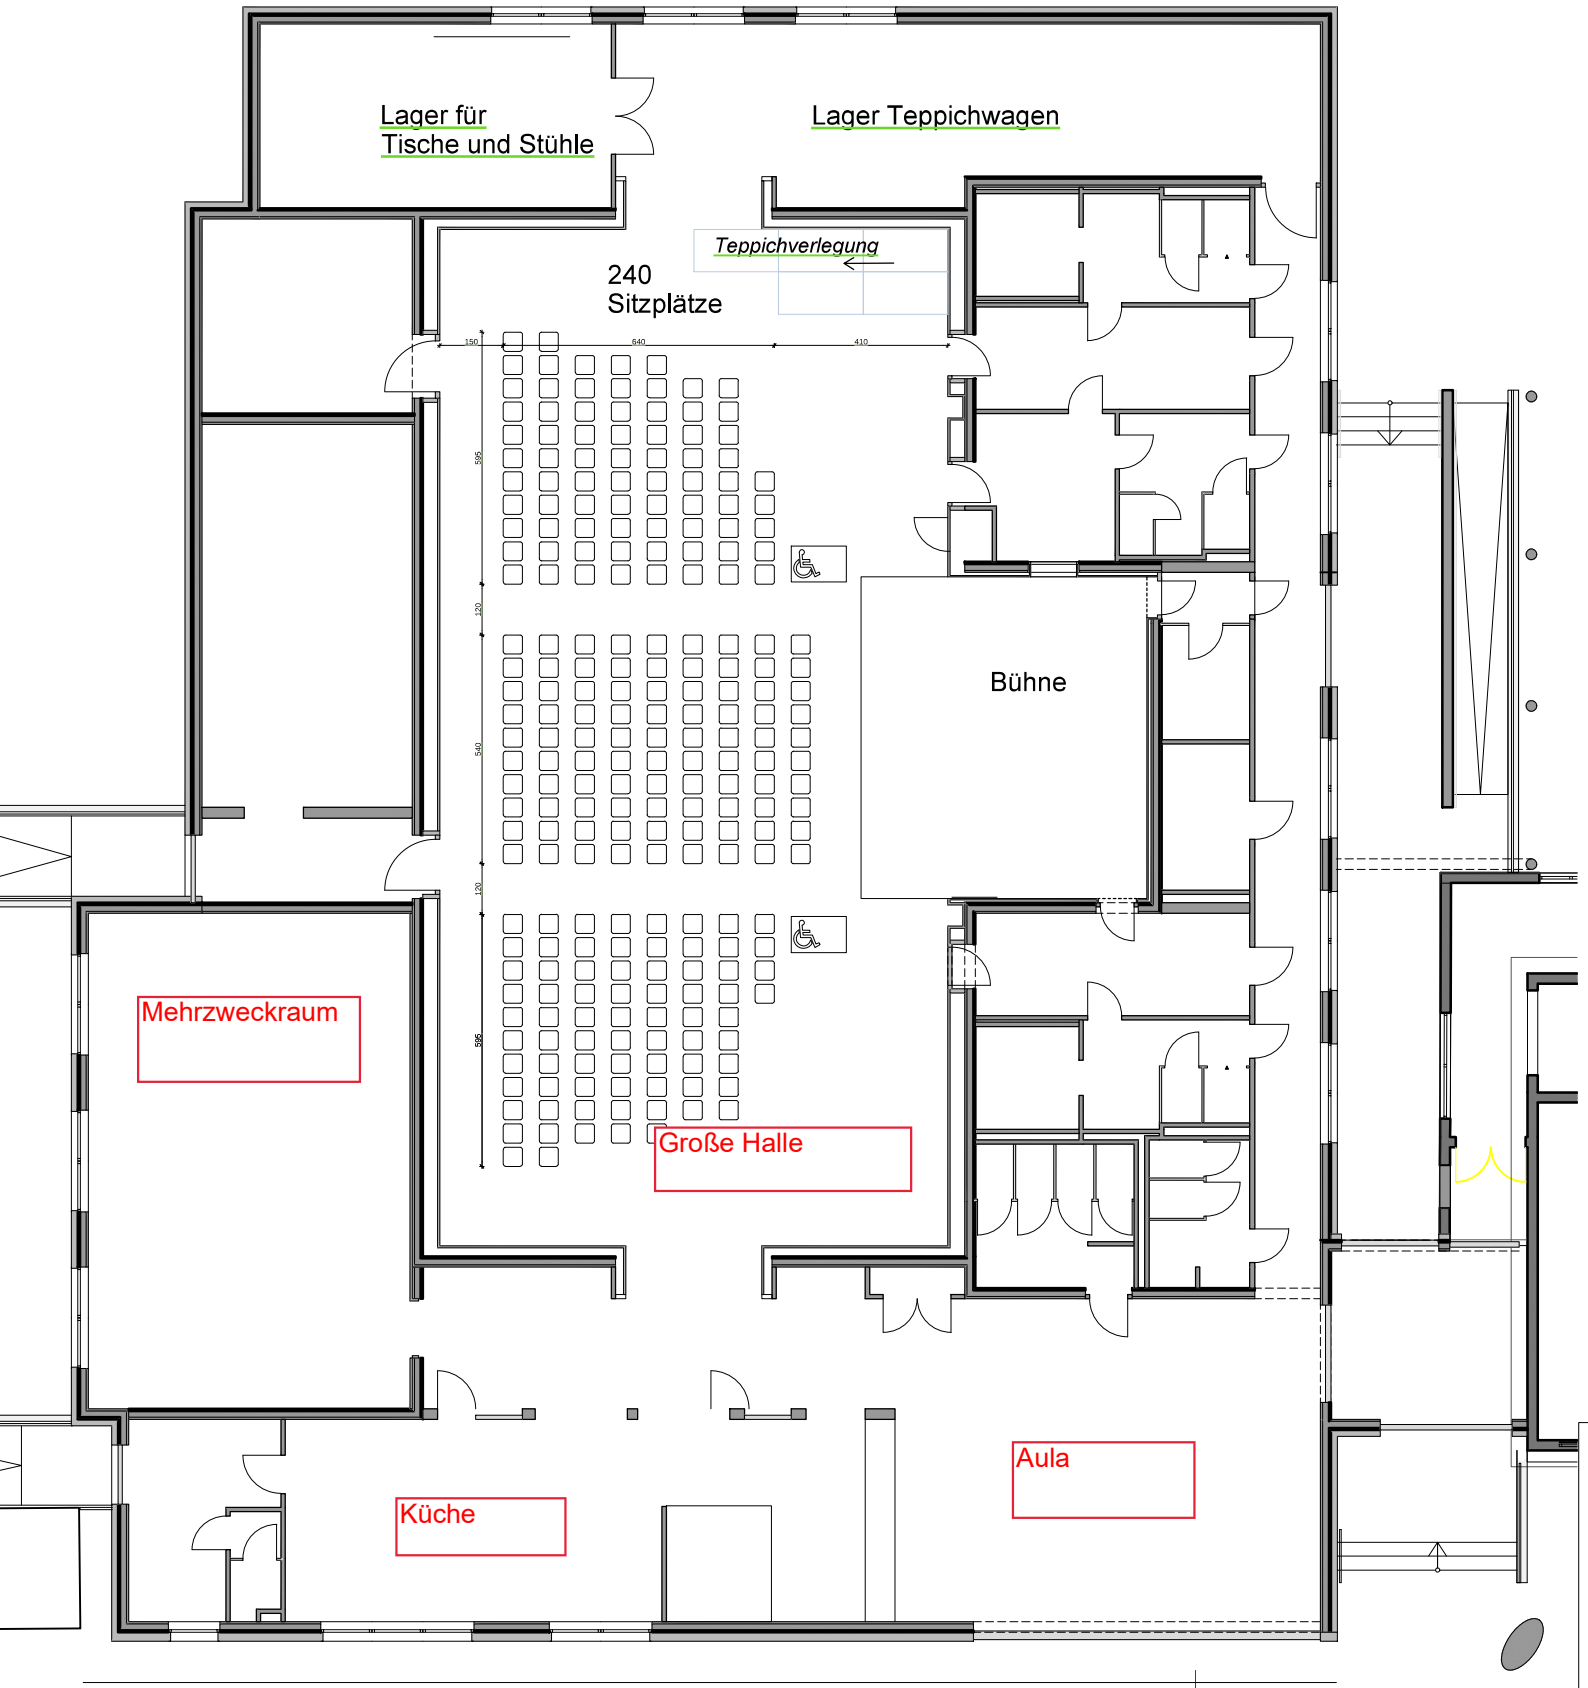 Lager für
Tische und Stühle
Lager Teppichwagen
Teppichverlegung
240
Sitzplätze
150
640
410
595
120
540
Bühne
120
595
Mehrzweckraum
Große Halle
Aula
Küche